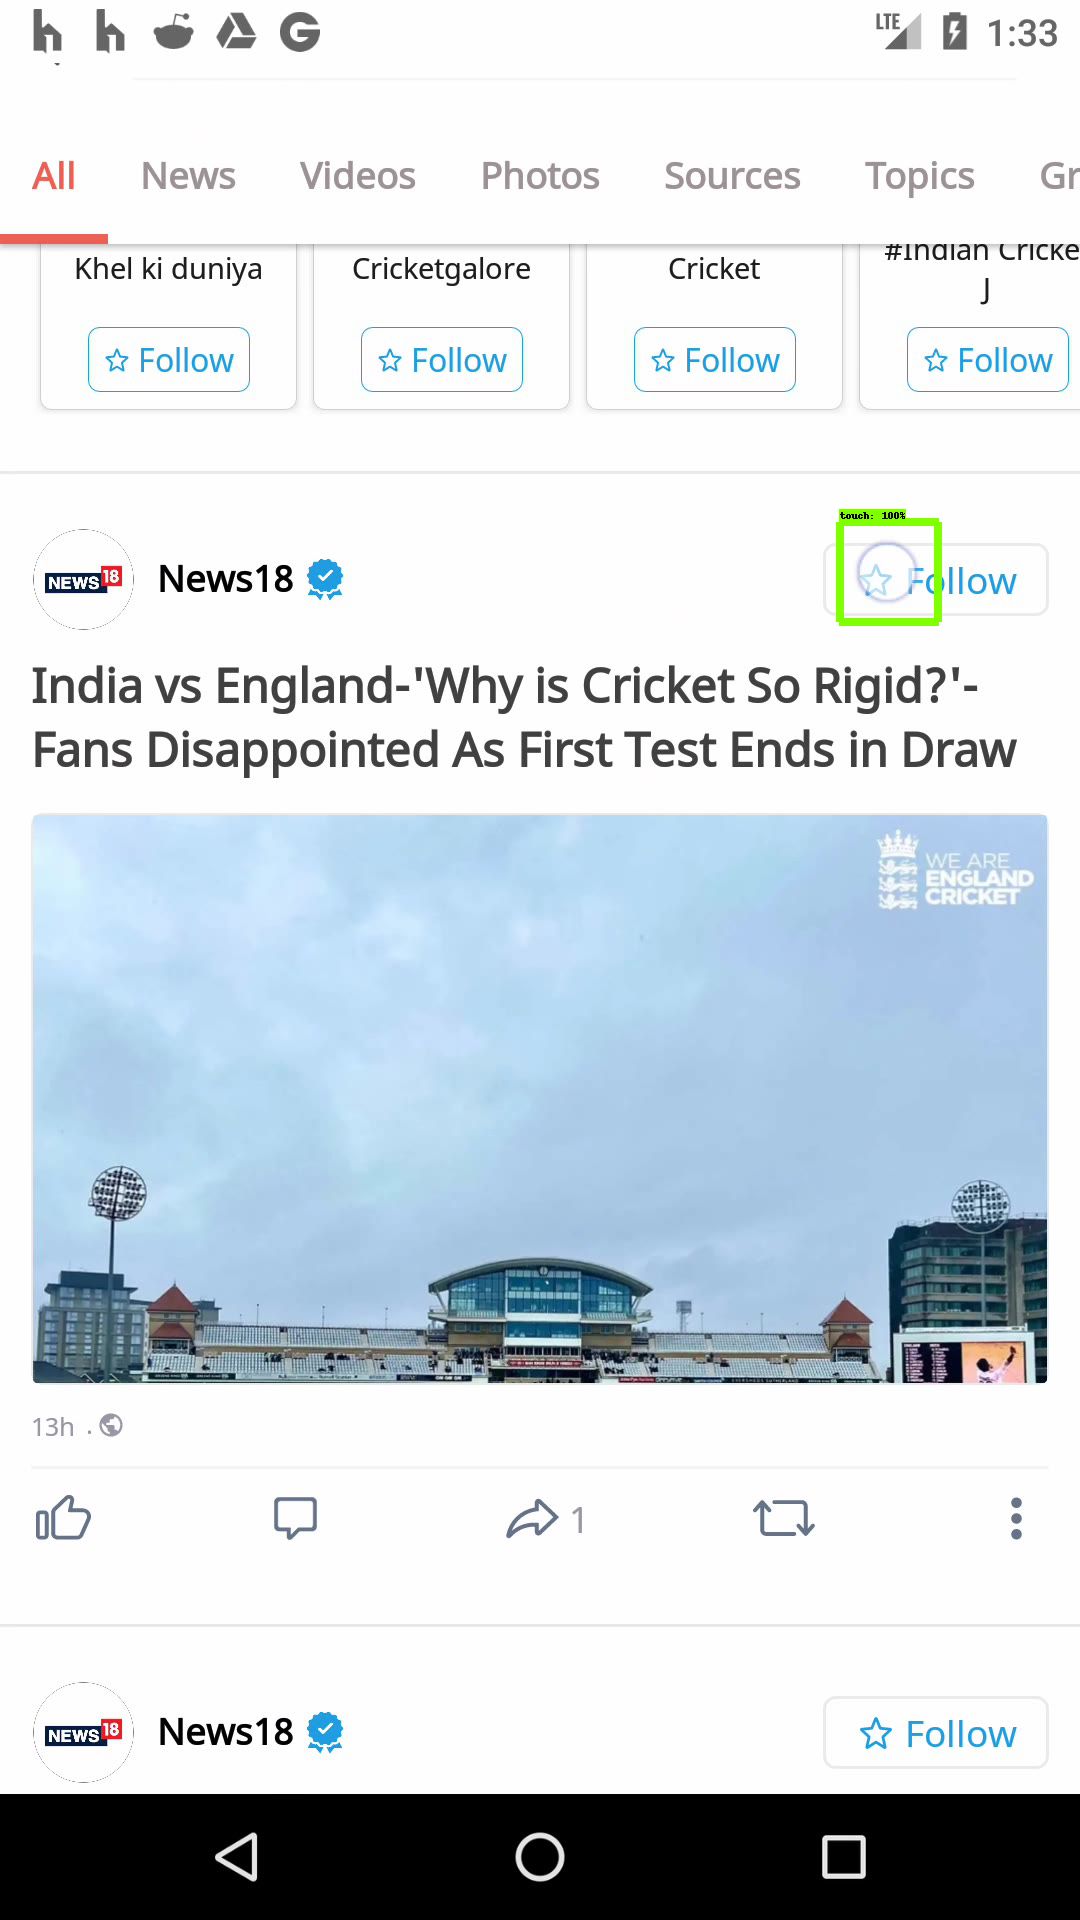 LTE 1:33
All News Videos Photos Sources Topics Gr
Khel ki duniya Cricketgalore Cricket #Indian Cricke
J
Follow Follow Follow Follow
touch: 100%
NEWS18 News18 Follow
India vs England-'Why is Cricket So Rigid?'-
Fans Disappointed As First Test Ends in Draw
WE ARE
ENGLAND
CRICKET
13h .
1
NEWS18 News18 Follow